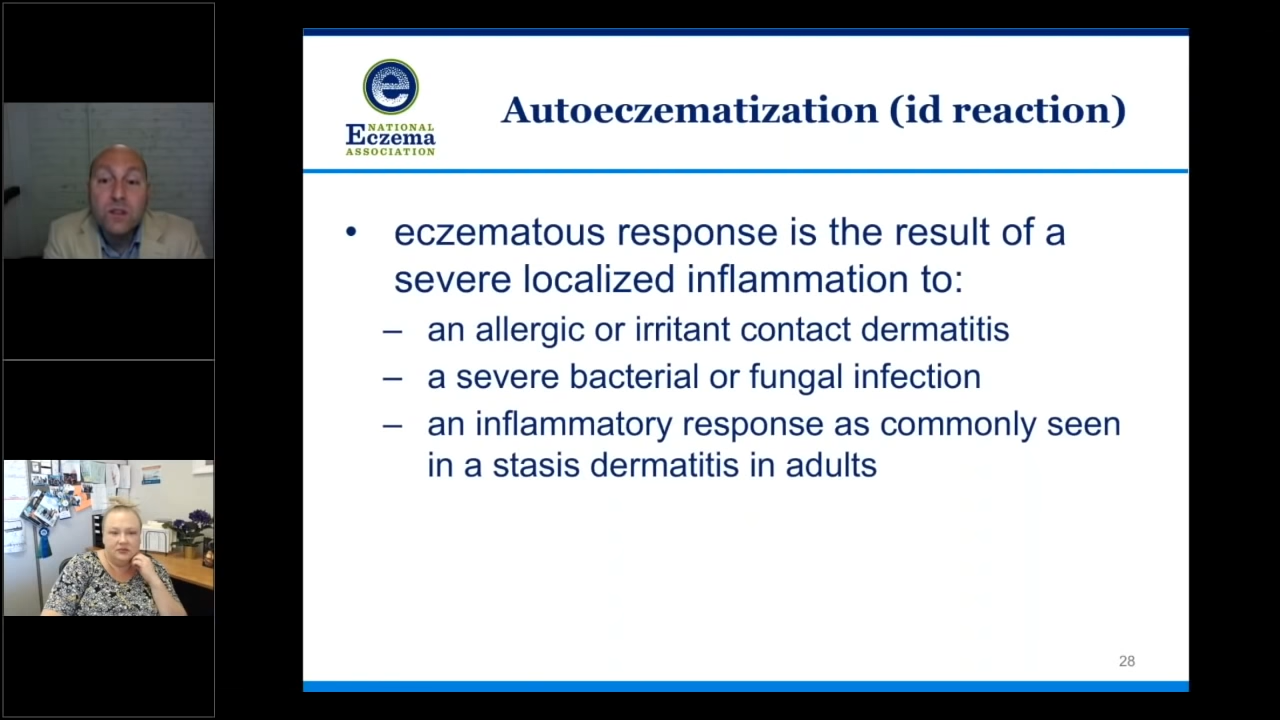 NATIONAL
Eczema
ASSOCIATION
Autoeczematization (id reaction)
• eczematous response is the result of a
severe localized inflammation to:
– an allergic or irritant contact dermatitis
– a severe bacterial or fungal infection
– an inflammatory response as commonly seen
in a stasis dermatitis in adults
28